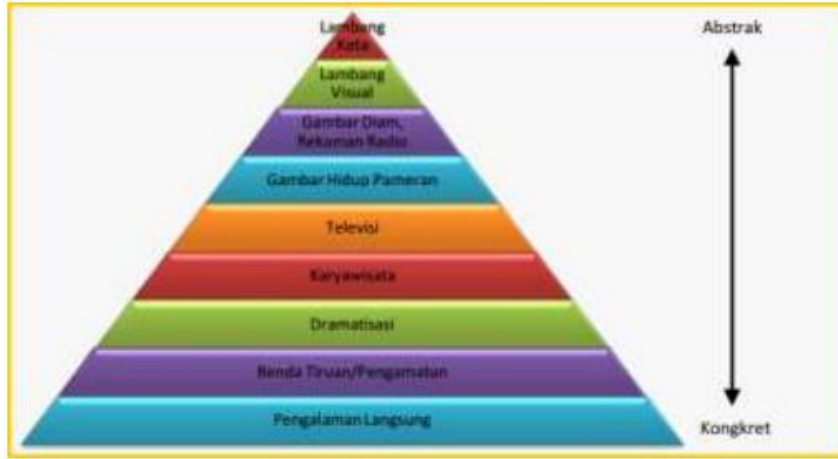 Lambang
Kata
Lambang
Visual
Gambar Diam,
Rekaman Radio
Gambar Hidup Pameran
Televisi
Karyawisata
Dramatisasi
Benda Tiruan/Pengamatan
Pengalaman Langsung
Abstrak
Kongkret